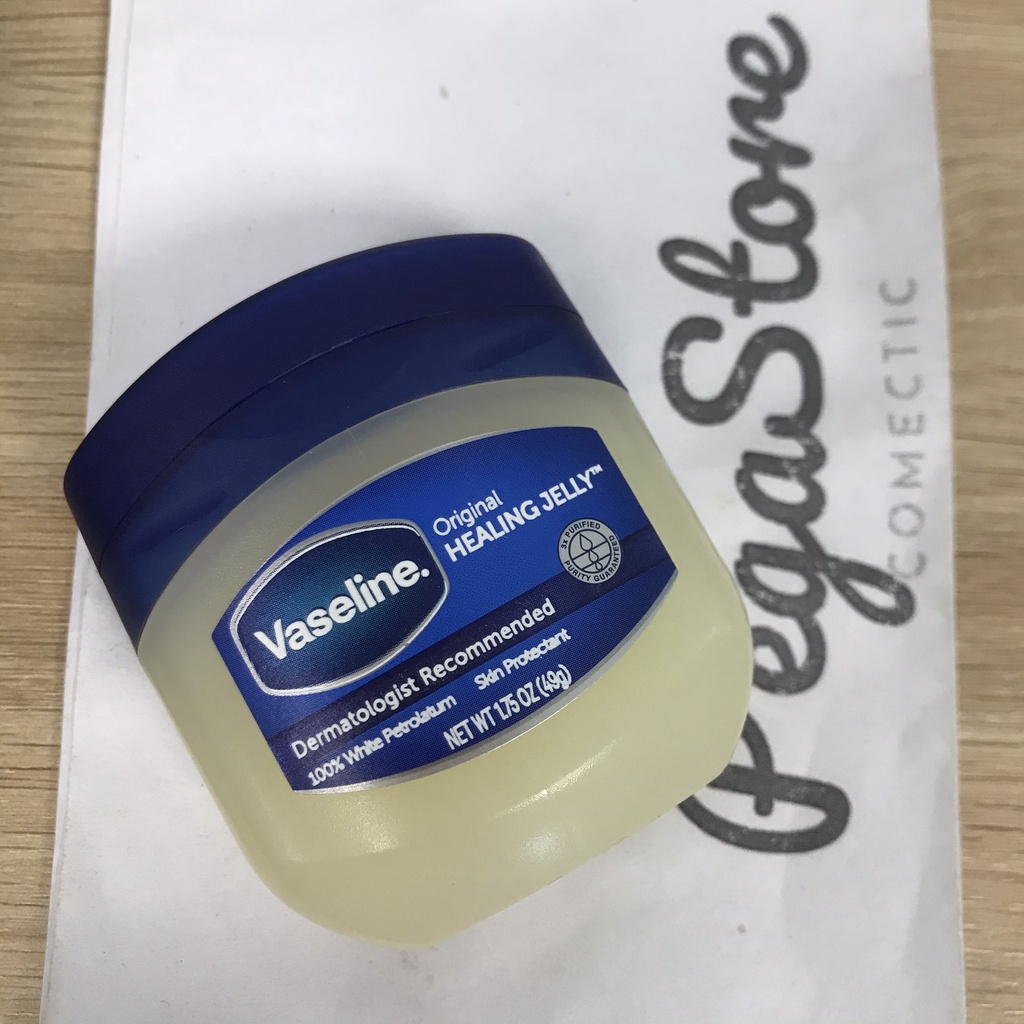 Vaseline.
Original
HEALING JELLY™
3x PURIFIED
PURITY GUARANTEED
Dermatologist Recommended
100% White Petrolatum Skin Protectant
NET WT 1.75 OZ (49g)
PegawStore
COMECTIC